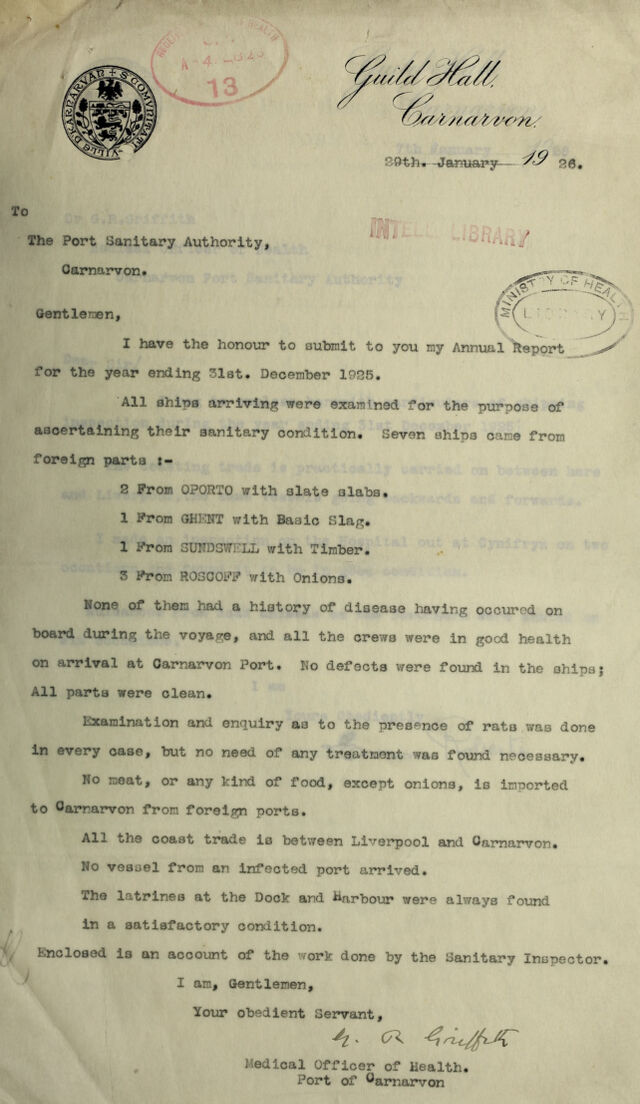 13
S COMVNITATIS VILLE D'KARNARVAN
Guild Hall,
Carnarvon.
29th. January 19 26.
To
The Port Sanitary Authority,
Carnarvon.
LIBRARY
MINISTRY OF HEALTH
LIBRARY
Gentlemen,
I have the honour to submit to you my Annual Report
for the year ending 31st. December 1925.
All ships arriving were examined for the purpose of
ascertaining their sanitary condition. Seven ships came from
foreign parts :-
2 From OPORTO with slate slabs.
1 From GHENT with Basic Slag.
1 From SUNDSWELL with Timber.
3 From ROSCOFF with Onions.
None of them had a history of disease having occured on
board during the voyage, and all the crews were in good health
on arrival at Carnarvon Port. No defects were found in the ships;
All parts were clean.
Examination and enquiry as to the presence of rats was done
in every case, but no need of any treatment was found necessary.
No meat, or any kind of food, except onions, is imported
to Carnarvon from foreign ports.
All the coast trade is between Liverpool and Carnarvon.
No vessel from an infected port arrived.
The latrines at the Dock and Harbour were always found
in a satisfactory condition.
Enclosed is an account of the work done by the Sanitary Inspector.
I am, Gentlemen,
Your obedient Servant,
G. R Griffith
Medical Officer of Health.
Port of Carnarvon